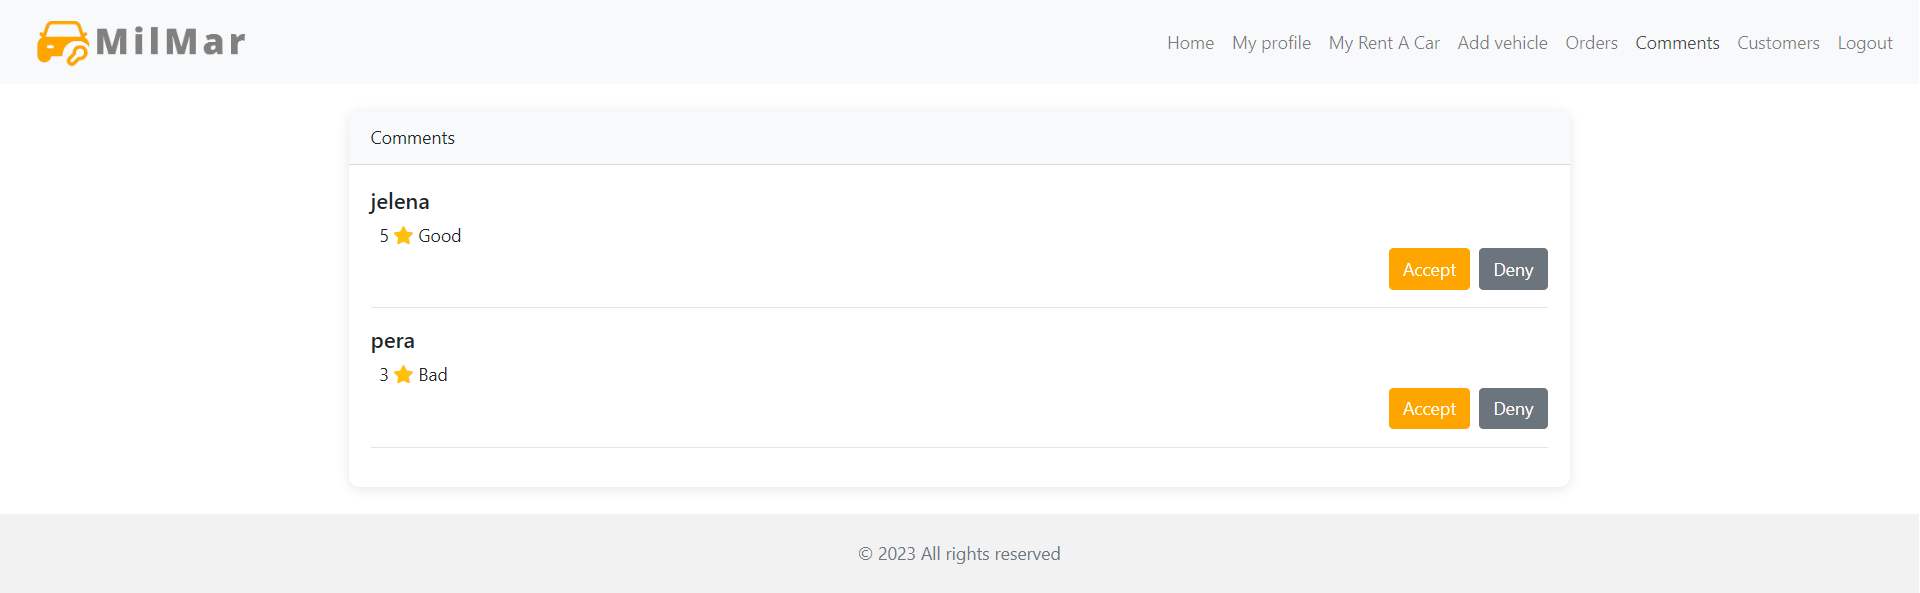 MilMar
Home My profile My Rent A Car Add vehicle Orders Comments Customers Logout
Comments
jelena
5 Good
Accept Deny
pera
3 Bad
Accept Deny
© 2023 All rights reserved